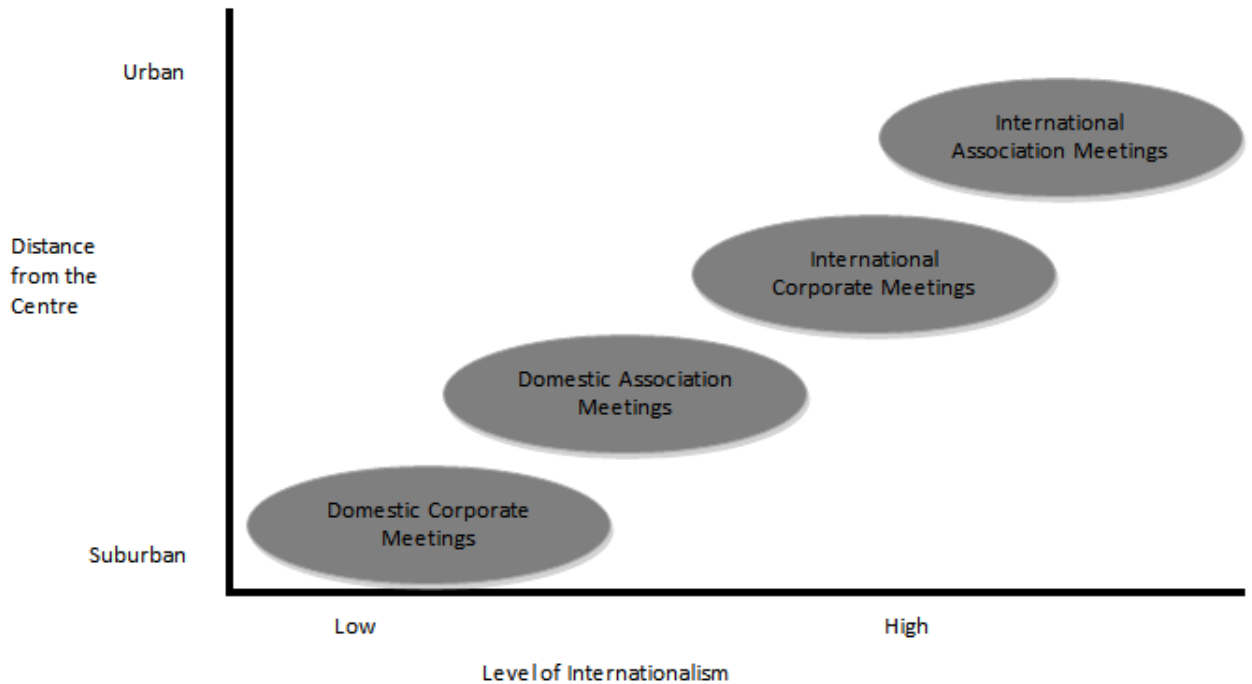 Urban
International
Association Meetings
Distance
from the
Centre
International
Corporate Meetings
Domestic Association
Meetings
Domestic Corporate
Meetings
Suburban
Low
High
Level of Internationalism